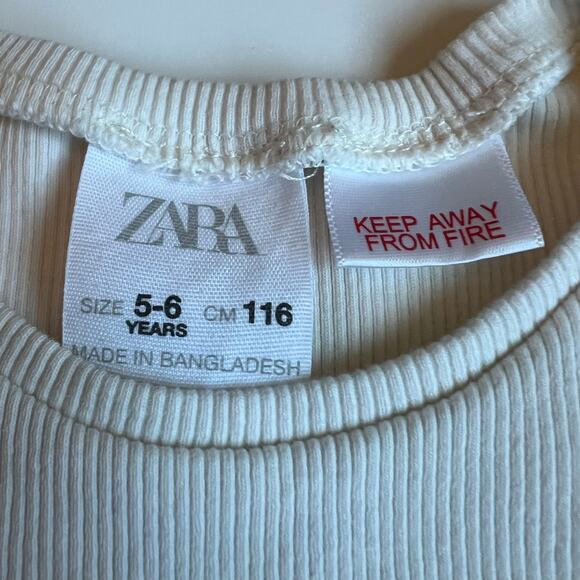 ZARA
SIZE 5-6 YEARS CM 116
MADE IN BANGLADESH
KEEP AWAY
FROM FIRE